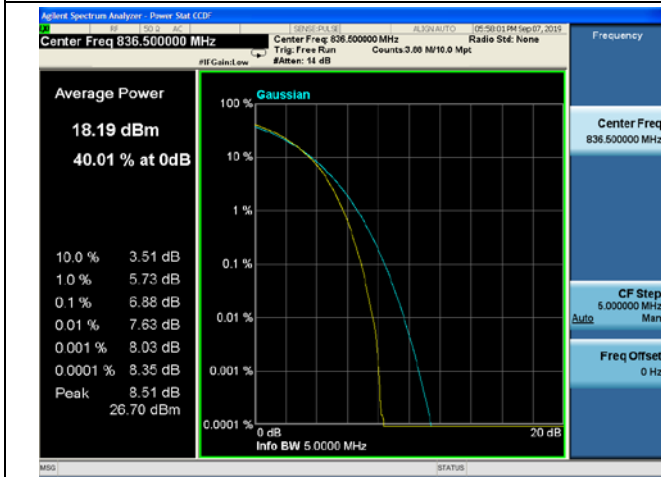 Agilent Spectrum Analyzer - Power Stat CCDF
RF 50 Ω AC SENSE:PULSE ALIGN AUTO 05:58:01 PM Sep 07, 2019
Center Freq 836.500000 MHz
Center Freq: 836.500000 MHz Radio Std: None
Trig: Free Run Counts:3.88 M/10.0 Mpt
#IFGain:Low #Atten: 14 dB
Frequency
Average Power
18.19 dBm
40.01 % at 0dB
10.0 % 3.51 dB
1.0 % 5.73 dB
0.1 % 6.88 dB
0.01 % 7.63 dB
0.001 % 8.03 dB
0.0001 % 8.35 dB
Peak 8.51 dB
26.70 dBm
Gaussian
100 %
10 %
1 %
0.1 %
0.01 %
0.001 %
0.0001 %
0 dB 20 dB
Info BW 5.0000 MHz
Center Freq
836.500000 MHz
CF Step
5.000000 MHz
Auto Man
Freq Offset
0 Hz
MSG STATUS